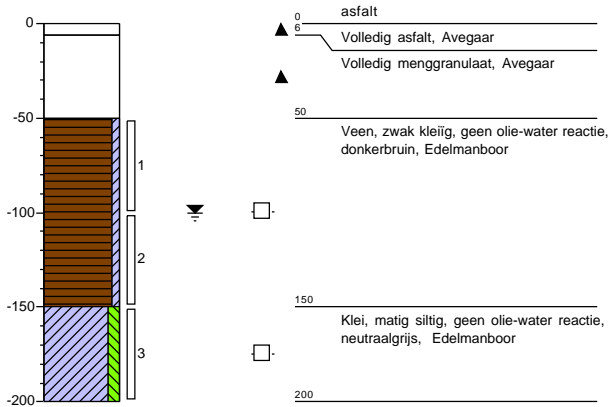 0
-50
-100
-150
-200
1
2
3
0
asfalt
6
Volledig asfalt, Avegaar
Volledig menggranulaat, Avegaar
50
Veen, zwak kleiïg, geen olie-water reactie,
donkerbruin, Edelmanboor
150
Klei, matig siltig, geen olie-water reactie,
neutraalgrijs, Edelmanboor
200